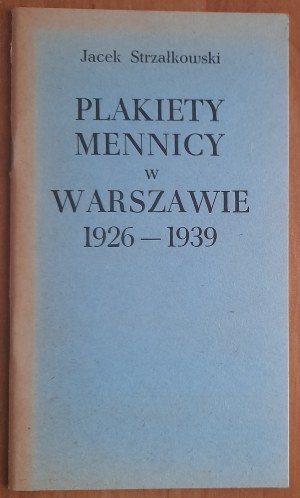 Jacek Strzałkowski
PLAKIETY
MENNICY
w
WARSZAWIE
1926 — 1939